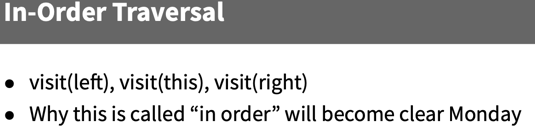 In-Order Traversal
● visit(left), visit(this), visit(right)
● Why this is called “in order” will become clear Monday